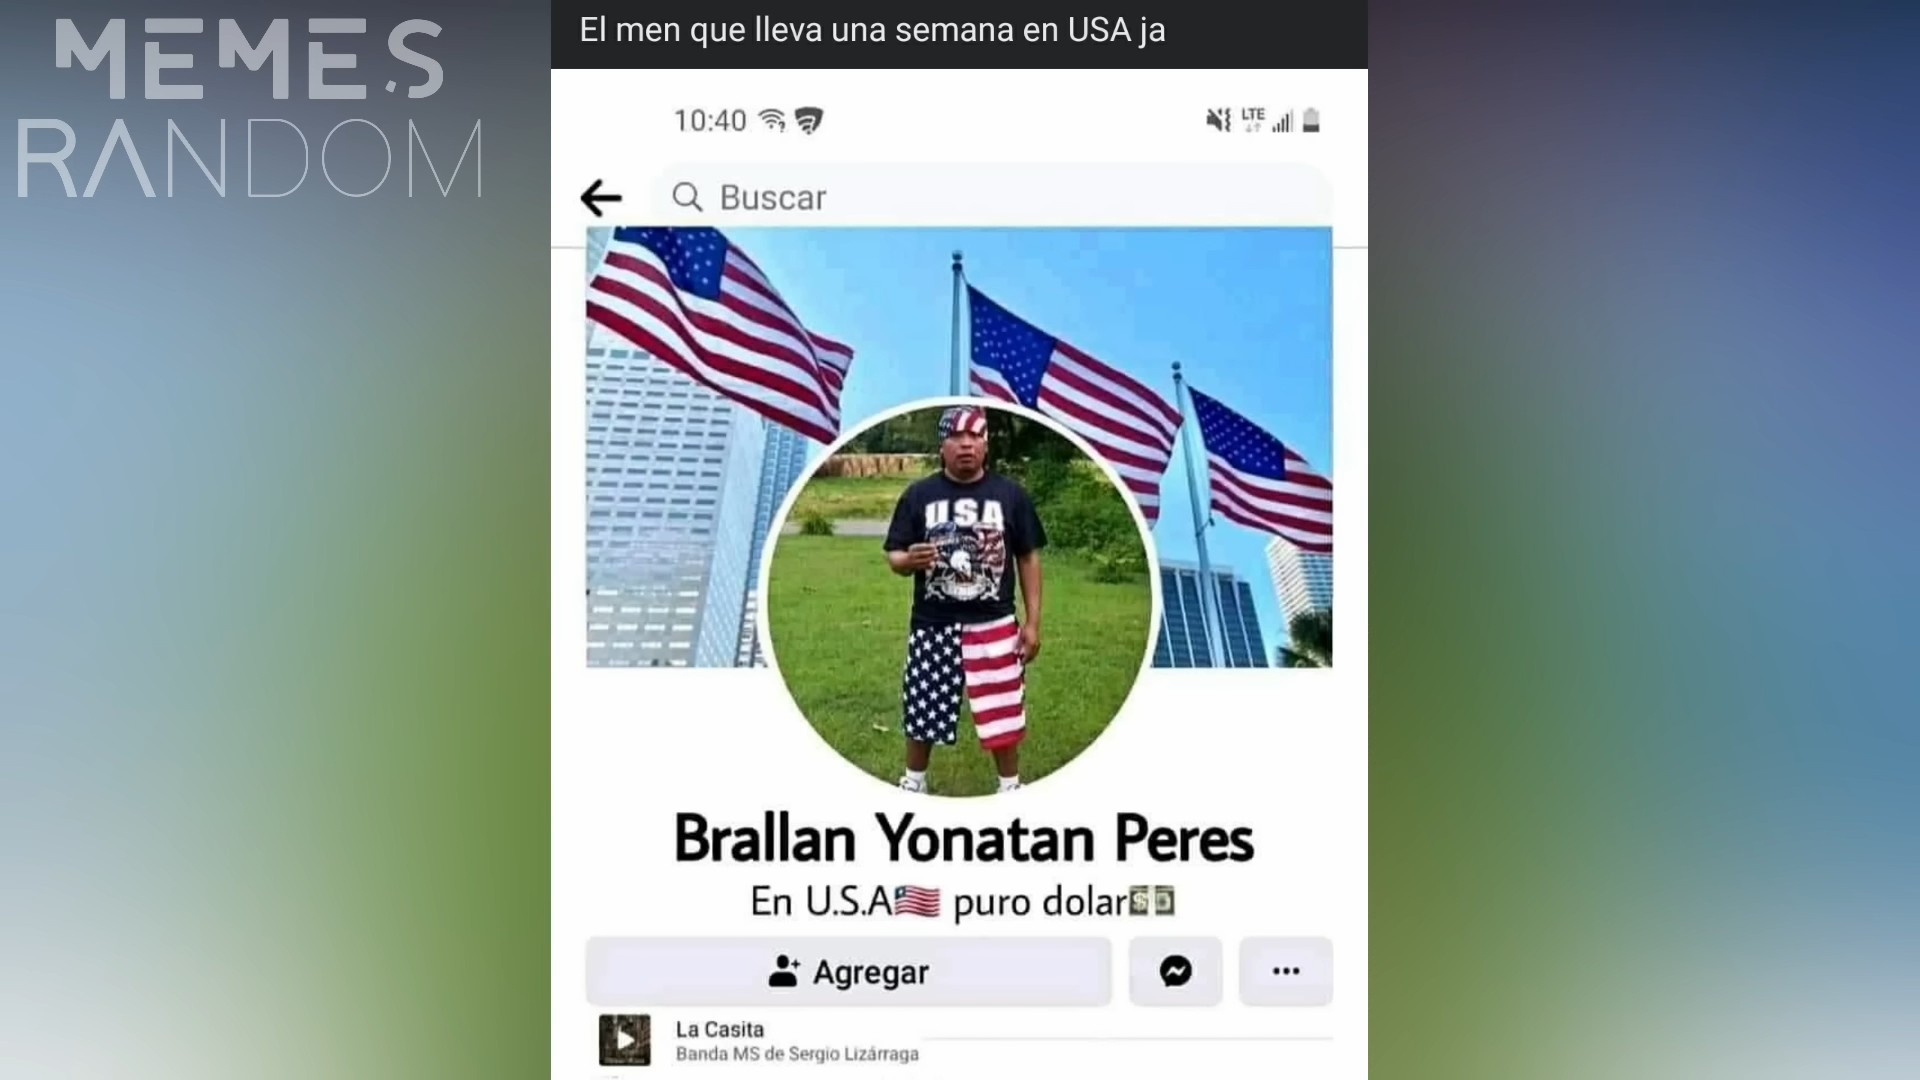 MEMES
RANDOM
El men que lleva una semana en USA ja
10:40
LTE
Buscar
USA
Brallan Yonatan Peres
En U.S.A🇱🇷 puro dolar💵
Agregar
La Casita
Banda MS de Sergio Lizárraga